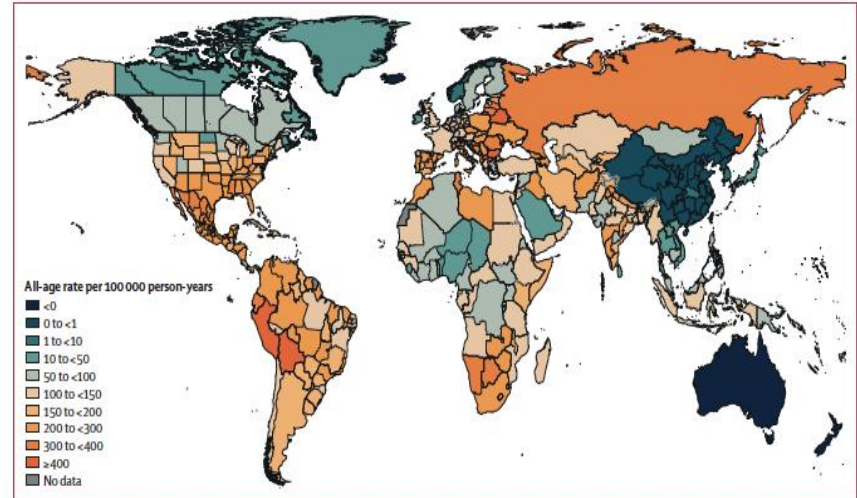 All-age rate per 100 000 person-years
<0
0 to <1
1 to <10
10 to <50
50 to <100
100 to <150
150 to <200
200 to <300
300 to <400
≥400
No data